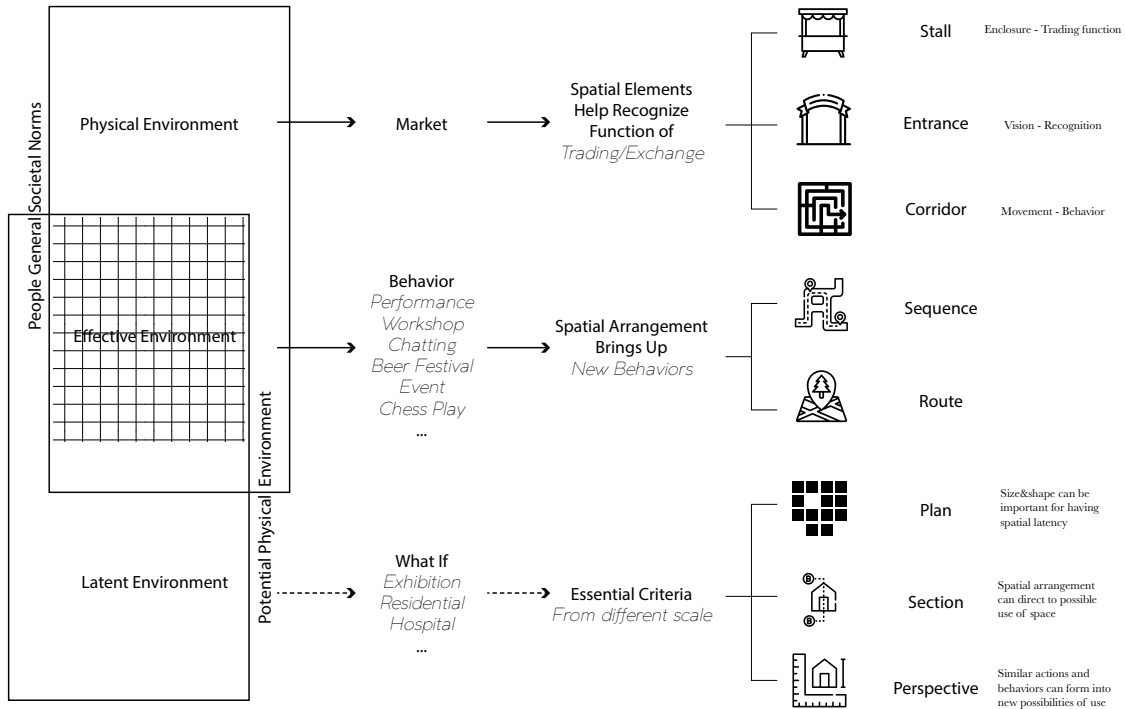 People General Societal Norms
Physical Environment
Market
Spatial Elements
Help Recognize
Function of
Trading/Exchange
Stall
Enclosure - Trading function
Entrance
Vision - Recognition
Corridor
Movement - Behavior
Effective Environment
Behavior
Performance
Workshop
Chatting
Beer Festival
Event
Chess Play
...
Spatial Arrangement
Brings Up
New Behaviors
Sequence
Route
Potential Physical Environment
Latent Environment
What If
Exhibition
Residential
Hospital
...
Essential Criteria
From different scale
Plan
Size&shape can be
important for having
spatial latency
B
B
Section
Spatial arrangement
can direct to possible
use of space
Perspective
Similar actions and
behaviors can form into
new possibilities of use